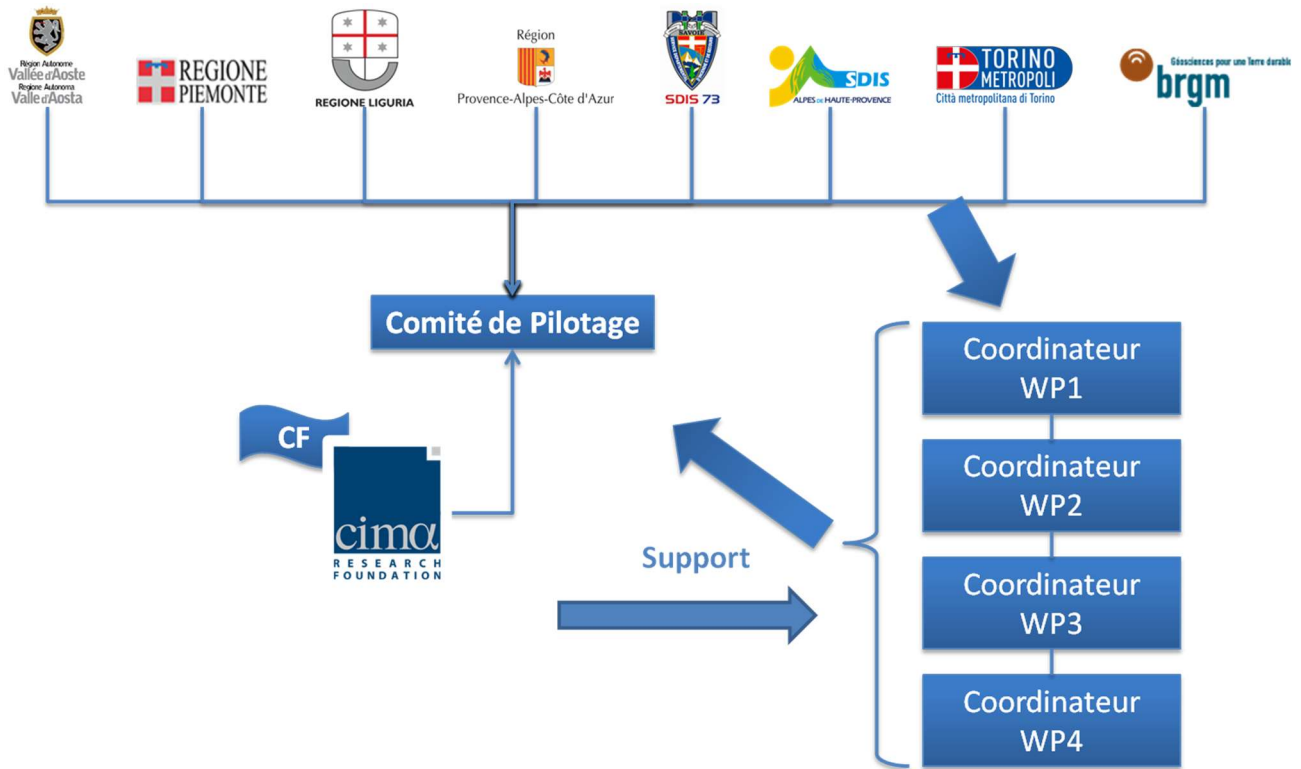 Région Autonome
Vallée d'Aoste
Regione Autonoma
Valle d'Aosta
REGIONE
PIEMONTE
REGIONE LIGURIA
Région
Provence-Alpes-Côte d'Azur
SAVOIE
SDIS 73
SDIS
ALPES DE HAUTE-PROVENCE
TORINO
METROPOLI
Città metropolitana di Torino
Géosciences pour une Terre durable
brgm
Comité de Pilotage
CF
cimα
RESEARCH
FOUNDATION
Support
Coordinateur
WP1
Coordinateur
WP2
Coordinateur
WP3
Coordinateur
WP4